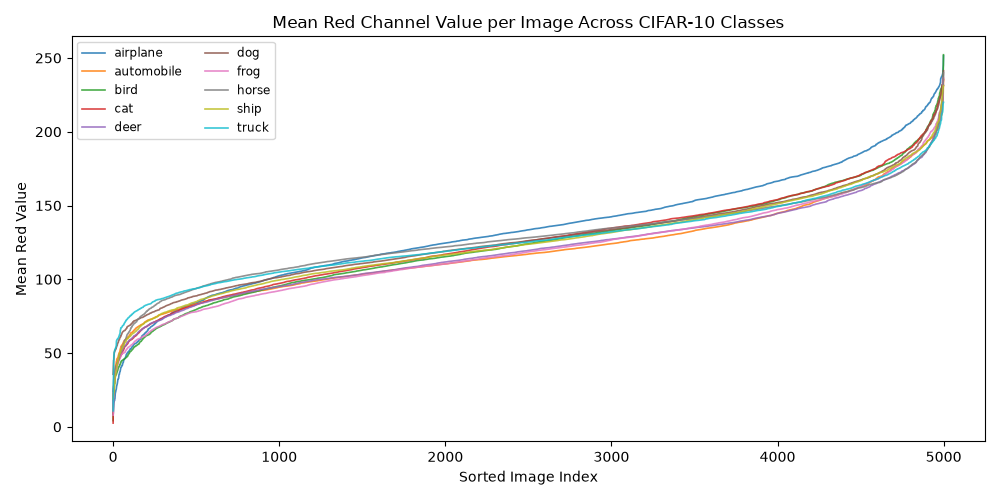 Mean Red Channel Value per Image Across CIFAR-10 Classes
airplane
automobile
bird
cat
deer
dog
frog
horse
ship
truck
Mean Red Value
250
200
150
100
50
0
0 1000 2000 3000 4000 5000
Sorted Image Index